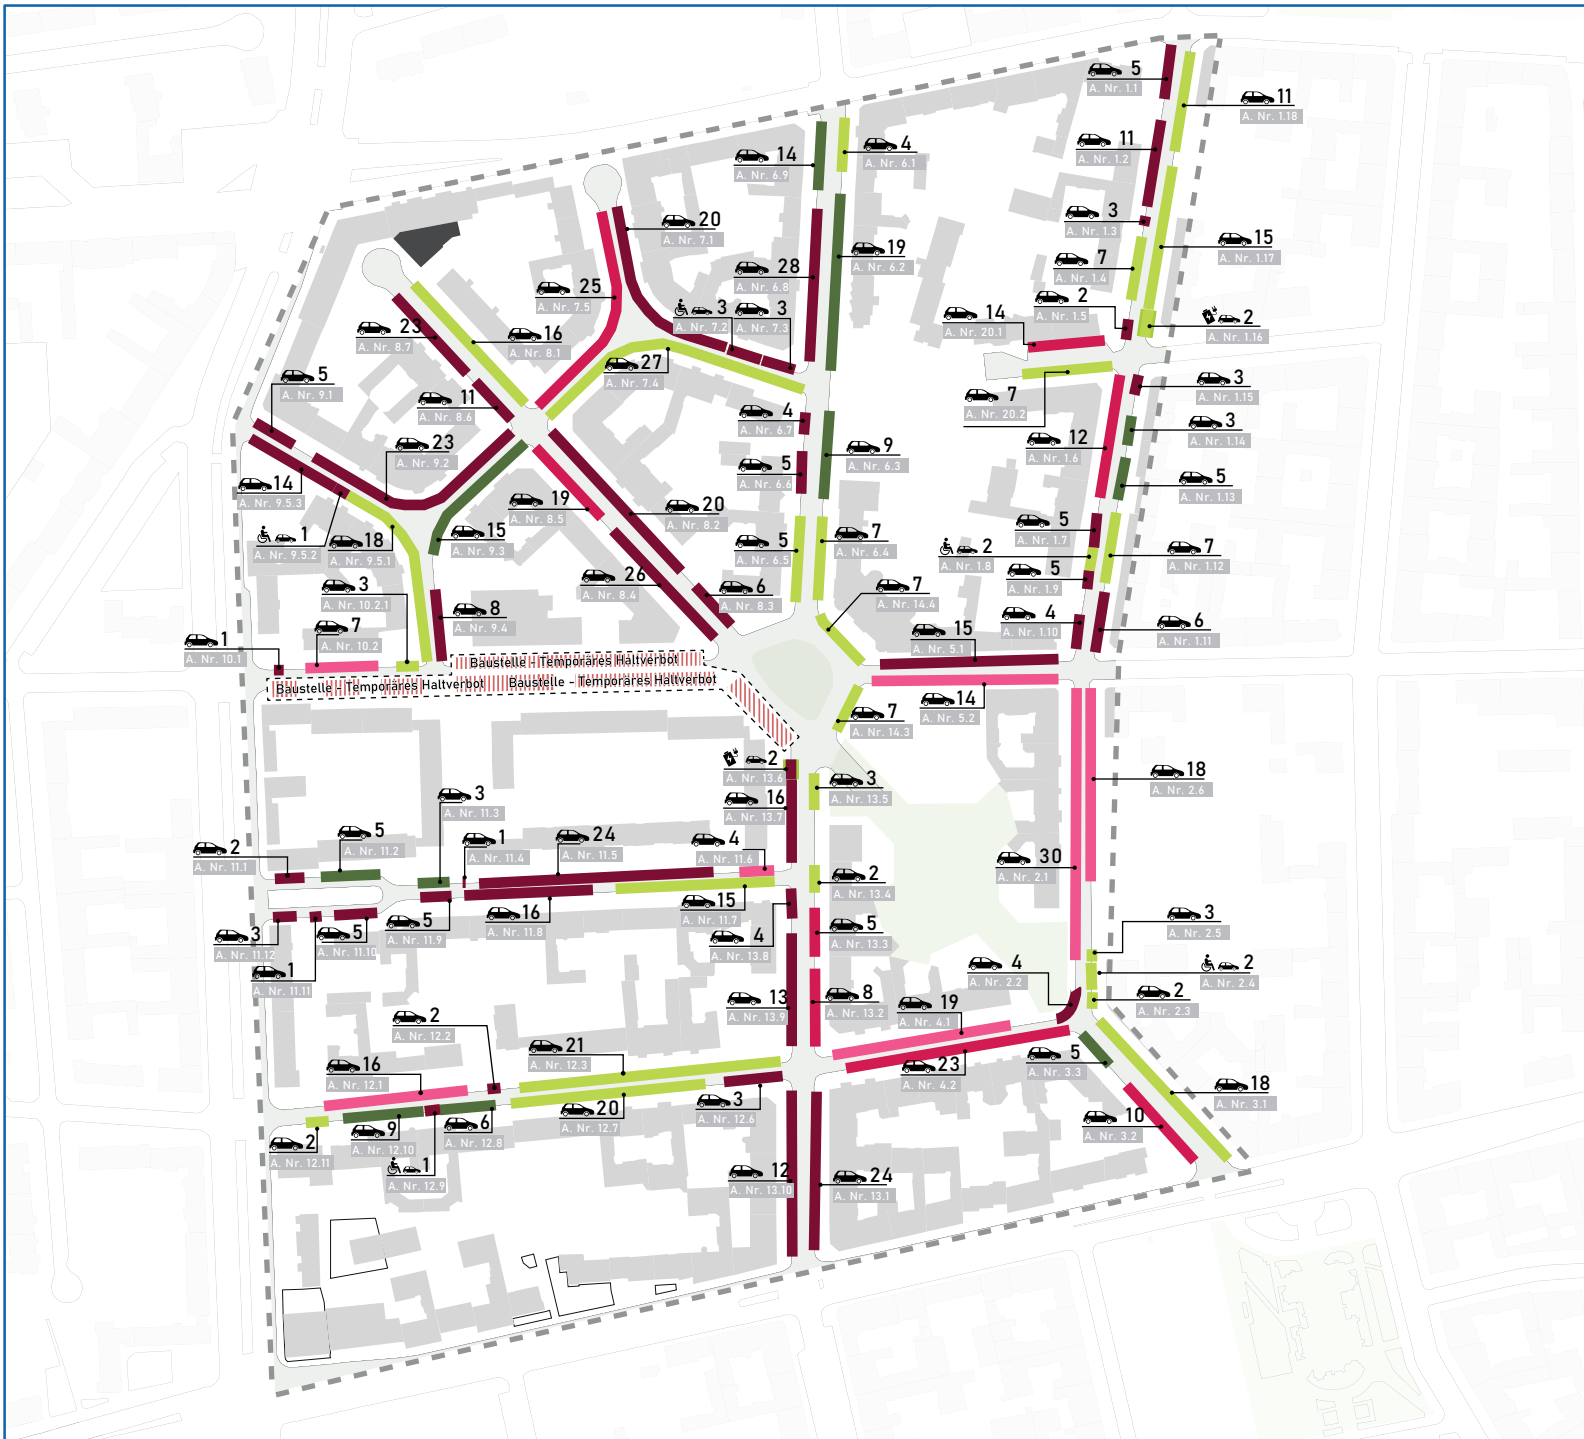 5
A. Nr. 1.1
11
A. Nr. 1.18
11
A. Nr. 1.2
14
A. Nr. 6.9
4
A. Nr. 6.1
3
A. Nr. 1.3
20
A. Nr. 7.1
15
A. Nr. 1.17
19
A. Nr. 6.2
7
A. Nr. 1.4
28
A. Nr. 6.8
25
A. Nr. 7.5
2
A. Nr. 1.5
3
A. Nr. 7.2
3
A. Nr. 7.3
14
A. Nr. 20.1
2
A. Nr. 1.16
23
A. Nr. 8.7
16
A. Nr. 8.1
27
A. Nr. 7.4
5
A. Nr. 9.1
3
A. Nr. 1.15
7
A. Nr. 20.2
11
A. Nr. 8.6
4
A. Nr. 6.7
3
A. Nr. 1.14
12
A. Nr. 1.6
23
A. Nr. 9.2
9
A. Nr. 6.3
5
A. Nr. 6.6
5
A. Nr. 1.13
14
A. Nr. 9.5.3
19
A. Nr. 8.5
20
A. Nr. 8.2
5
A. Nr. 1.7
1
A. Nr. 9.5.2
18
A. Nr. 9.5.1
15
A. Nr. 9.3
5
A. Nr. 6.5
7
A. Nr. 6.4
2
A. Nr. 1.8
7
A. Nr. 1.12
5
A. Nr. 1.9
26
A. Nr. 8.4
6
A. Nr. 8.3
3
A. Nr. 10.2.1
7
A. Nr. 14.4
8
A. Nr. 9.4
4
A. Nr. 1.10
6
A. Nr. 1.11
7
A. Nr. 10.2
1
A. Nr. 10.1
15
A. Nr. 5.1
Baustelle - Temporäres Haltverbot
Baustelle - Temporäres Haltverbot
Baustelle - Temporäres Haltverbot
14
A. Nr. 5.2
7
A. Nr. 14.3
2
A. Nr. 13.6
18
A. Nr. 2.6
3
A. Nr. 13.5
16
A. Nr. 13.7
3
A. Nr. 11.3
5
A. Nr. 11.2
1
A. Nr. 11.4
24
A. Nr. 11.5
4
A. Nr. 11.6
2
A. Nr. 11.1
30
A. Nr. 2.1
2
A. Nr. 13.4
15
A. Nr. 11.7
5
A. Nr. 11.9
16
A. Nr. 11.8
3
A. Nr. 2.5
5
A. Nr. 13.3
3
A. Nr. 11.12
5
A. Nr. 11.10
4
A. Nr. 13.8
1
A. Nr. 11.11
4
A. Nr. 2.2
2
A. Nr. 2.4
2
A. Nr. 2.3
13
A. Nr. 13.9
8
A. Nr. 13.2
19
A. Nr. 4.1
2
A. Nr. 12.2
21
A. Nr. 12.3
16
A. Nr. 12.1
23
A. Nr. 4.2
5
A. Nr. 3.3
18
A. Nr. 3.1
3
A. Nr. 12.6
20
A. Nr. 12.7
10
A. Nr. 3.2
6
A. Nr. 12.8
9
A. Nr. 12.10
2
A. Nr. 12.11
1
A. Nr. 12.9
12
A. Nr. 13.10
24
A. Nr. 13.1